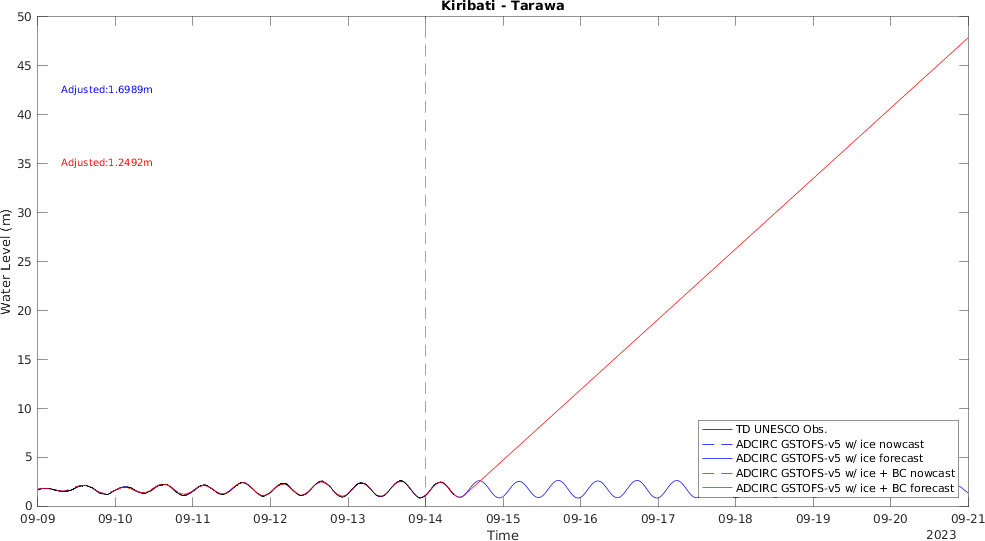 Kiribati - Tarawa
50
45
40
35
30
25
20
15
10
5
0
Water Level (m)
Adjusted:1.6989m
Adjusted:1.2492m
TD UNESCO Obs.
ADCIRC GSTOFS-v5 w/ ice nowcast
ADCIRC GSTOFS-v5 w/ ice forecast
ADCIRC GSTOFS-v5 w/ ice + BC nowcast
ADCIRC GSTOFS-v5 w/ ice + BC forecast
09-09 09-10 09-11 09-12 09-13 09-14 09-15 09-16 09-17 09-18 09-19 09-20 09-21
Time
2023